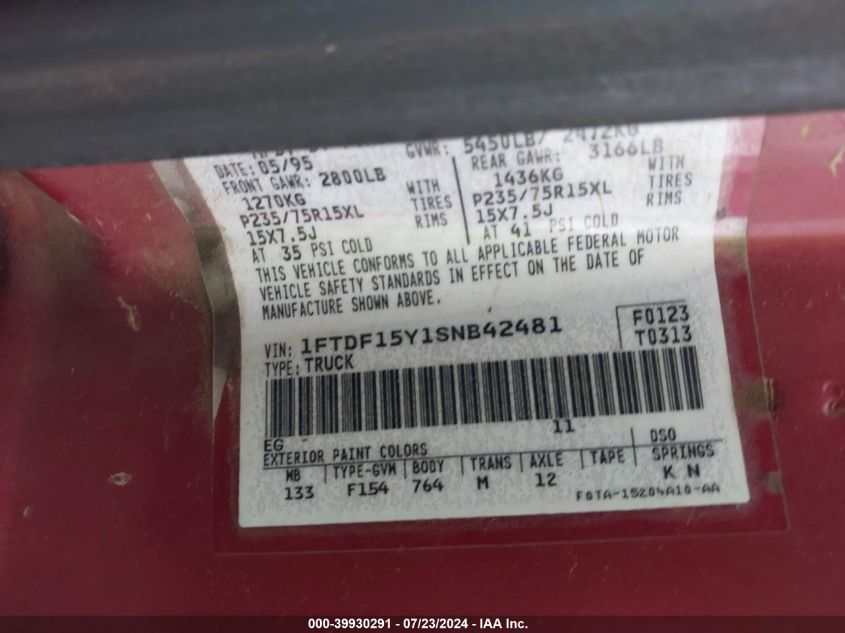 GVWR: 5450LB/ 2472KG
DATE: 05/95 REAR GAWR: 3166LB
FRONT GAWR: 2800LB 1436KG WITH
1270KG WITH P235/75R15XL TIRES
P235/75R15XL TIRES 15X7.5J RIMS
15X7.5J RIMS AT 41 PSI COLD
AT 35 PSI COLD
THIS VEHICLE CONFORMS TO ALL APPLICABLE FEDERAL MOTOR
VEHICLE SAFETY STANDARDS IN EFFECT ON THE DATE OF
MANUFACTURE SHOWN ABOVE.
VIN: 1FTDF15Y1SNB42481 F0123
TYPE: TRUCK T0313
EG 11
EXTERIOR PAINT COLORS DSO
WB TYPE-GVW BODY TRANS AXLE TAPE SPRINGS
133 F154 764 M 12 K N
F0TA-15204A10-AA
000-39930291 - 07/23/2024 - IAA Inc.